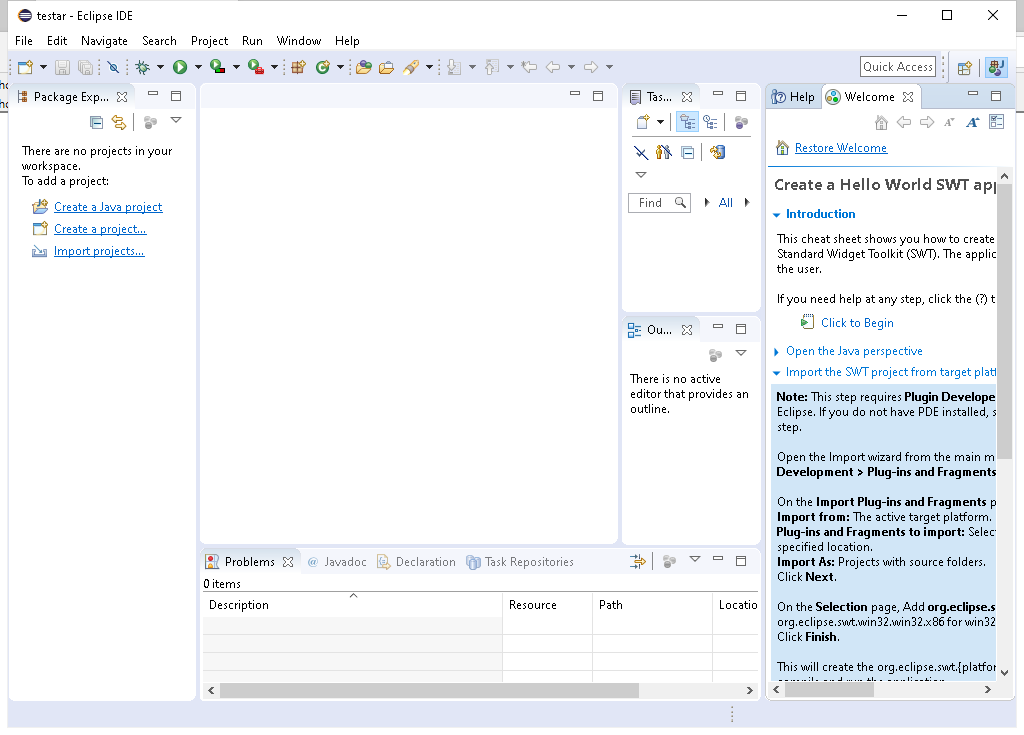 testar - Eclipse IDE
File Edit Navigate Search Project Run Window Help
Quick Access
Package Exp...
There are no projects in your
workspace.
To add a project:
Create a Java project
Create a project...
Import projects...
Tas...
Find
All
Ou...
There is no active
editor that provides an
outline.
Problems @ Javadoc Declaration Task Repositories
0 items
Description Resource Path Locatio
Help Welcome
Restore Welcome
Create a Hello World SWT app
Introduction
This cheat sheet shows you how to create
Standard Widget Toolkit (SWT). The applic
the user.
If you need help at any step, click the (?) t
Click to Begin
Open the Java perspective
Import the SWT project from target platf
Note: This step requires Plugin Develope
Eclipse. If you do not have PDE installed, s
step.
Open the Import wizard from the main m
Development > Plug-ins and Fragments
On the Import Plug-ins and Fragments p
Import from: The active target platform.
Plug-ins and Fragments to import: Selec
specified location.
Import As: Projects with source folders.
Click Next.
On the Selection page, Add org.eclipse.s
org.eclipse.swt.win32.win32.x86 for win32
Click Finish.
This will create the org.eclipse.swt.{platfor
compile and run the application.